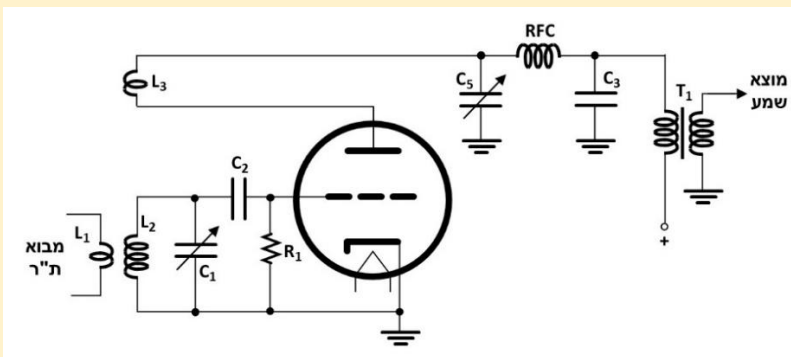 RFC
L₃
C₅
C₃
T₁
מוצא
שמע
C₂
L₁
L₂
מבוא
ת"ר
C₁
R₁
+